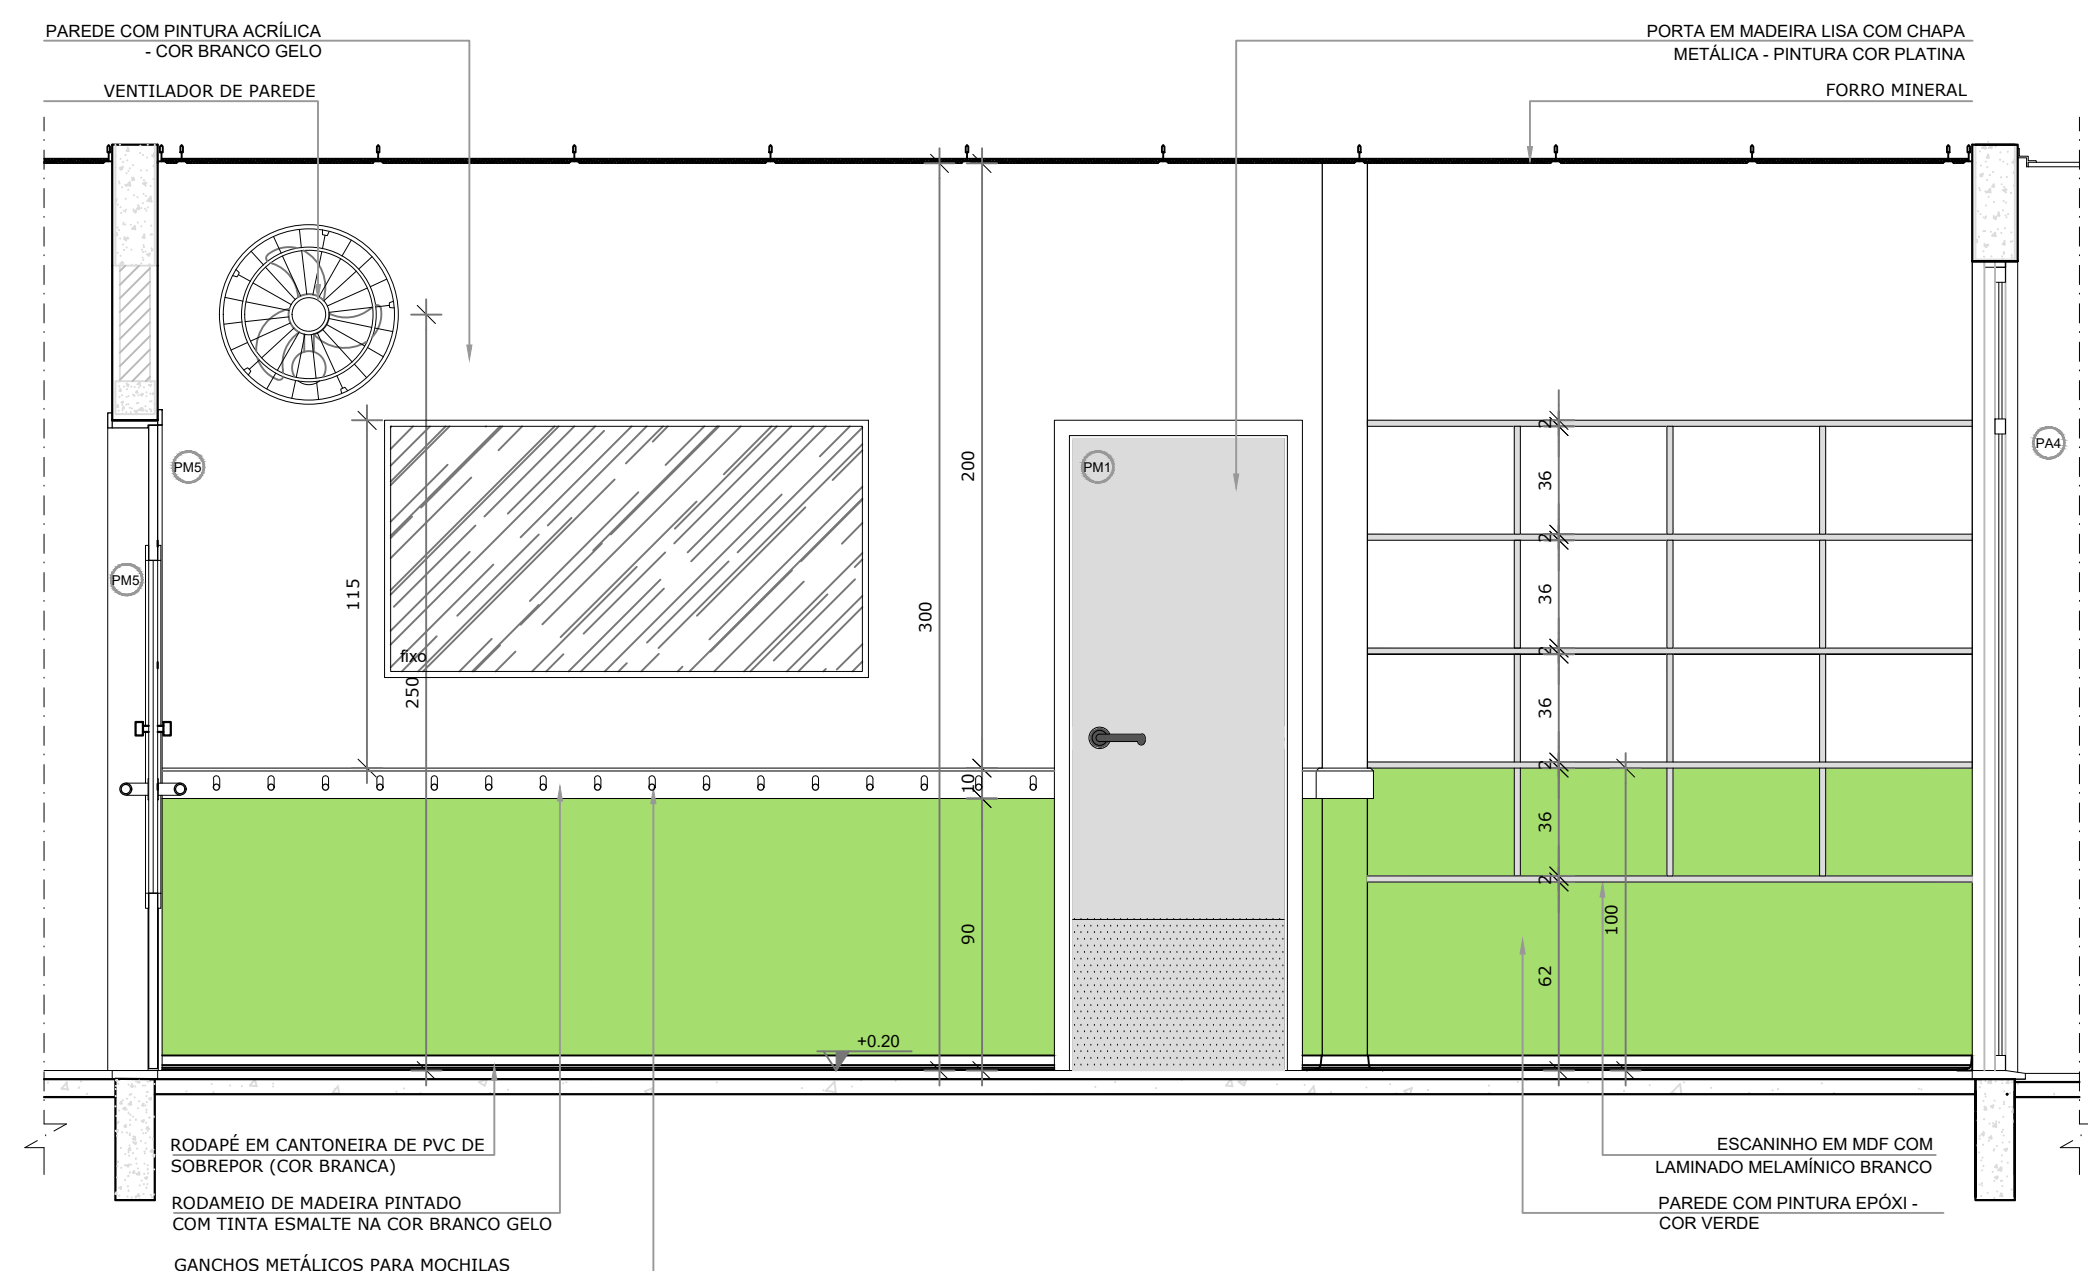 PAREDE COM PINTURA ACRÍLICA
- COR BRANCO GELO
VENTILADOR DE PAREDE
PORTA EM MADEIRA LISA COM CHAPA
METÁLICA - PINTURA COR PLATINA
FORRO MINERAL
PM5
PM5
PM1
PA4
fixo
115
250
300
200
10
90
2
36
2
36
2
36
2
36
2
62
100
+0.20
RODAPÉ EM CANTONEIRA DE PVC DE
SOBREPOR (COR BRANCA)
RODAMEIO DE MADEIRA PINTADO
COM TINTA ESMALTE NA COR BRANCO GELO
GANCHOS METÁLICOS PARA MOCHILAS
ESCANINHO EM MDF COM
LAMINADO MELAMÍNICO BRANCO
PAREDE COM PINTURA EPÓXI -
COR VERDE